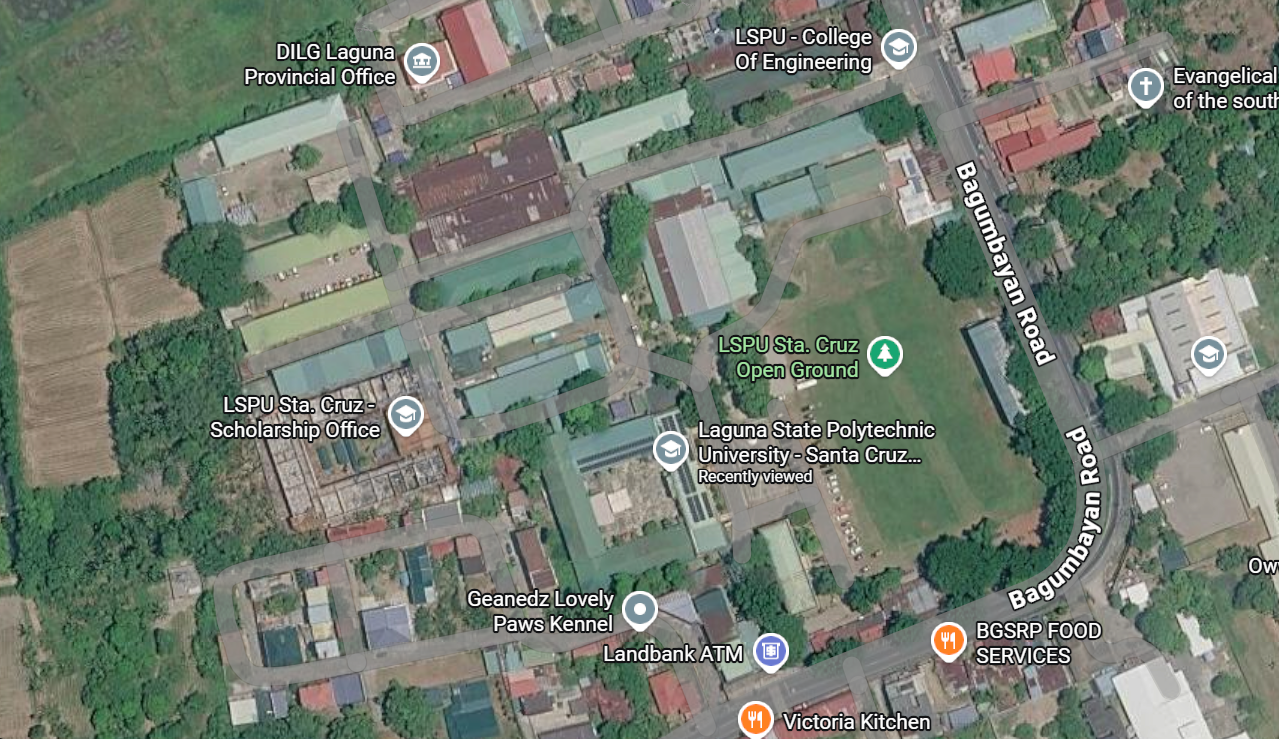 DILG Laguna
Provincial Office
LSPU - College
Of Engineering
Evangelical
of the south
Bagumbayan Road
LSPU Sta. Cruz
Open Ground
LSPU Sta. Cruz -
Scholarship Office
Laguna State Polytechnic
University - Santa Cruz...
Recently viewed
Bagumbayan Road
Bagumbayan Road
Geanedz Lovely
Paws Kennel
Landbank ATM
BGSRP FOOD
SERVICES
Victoria Kitchen